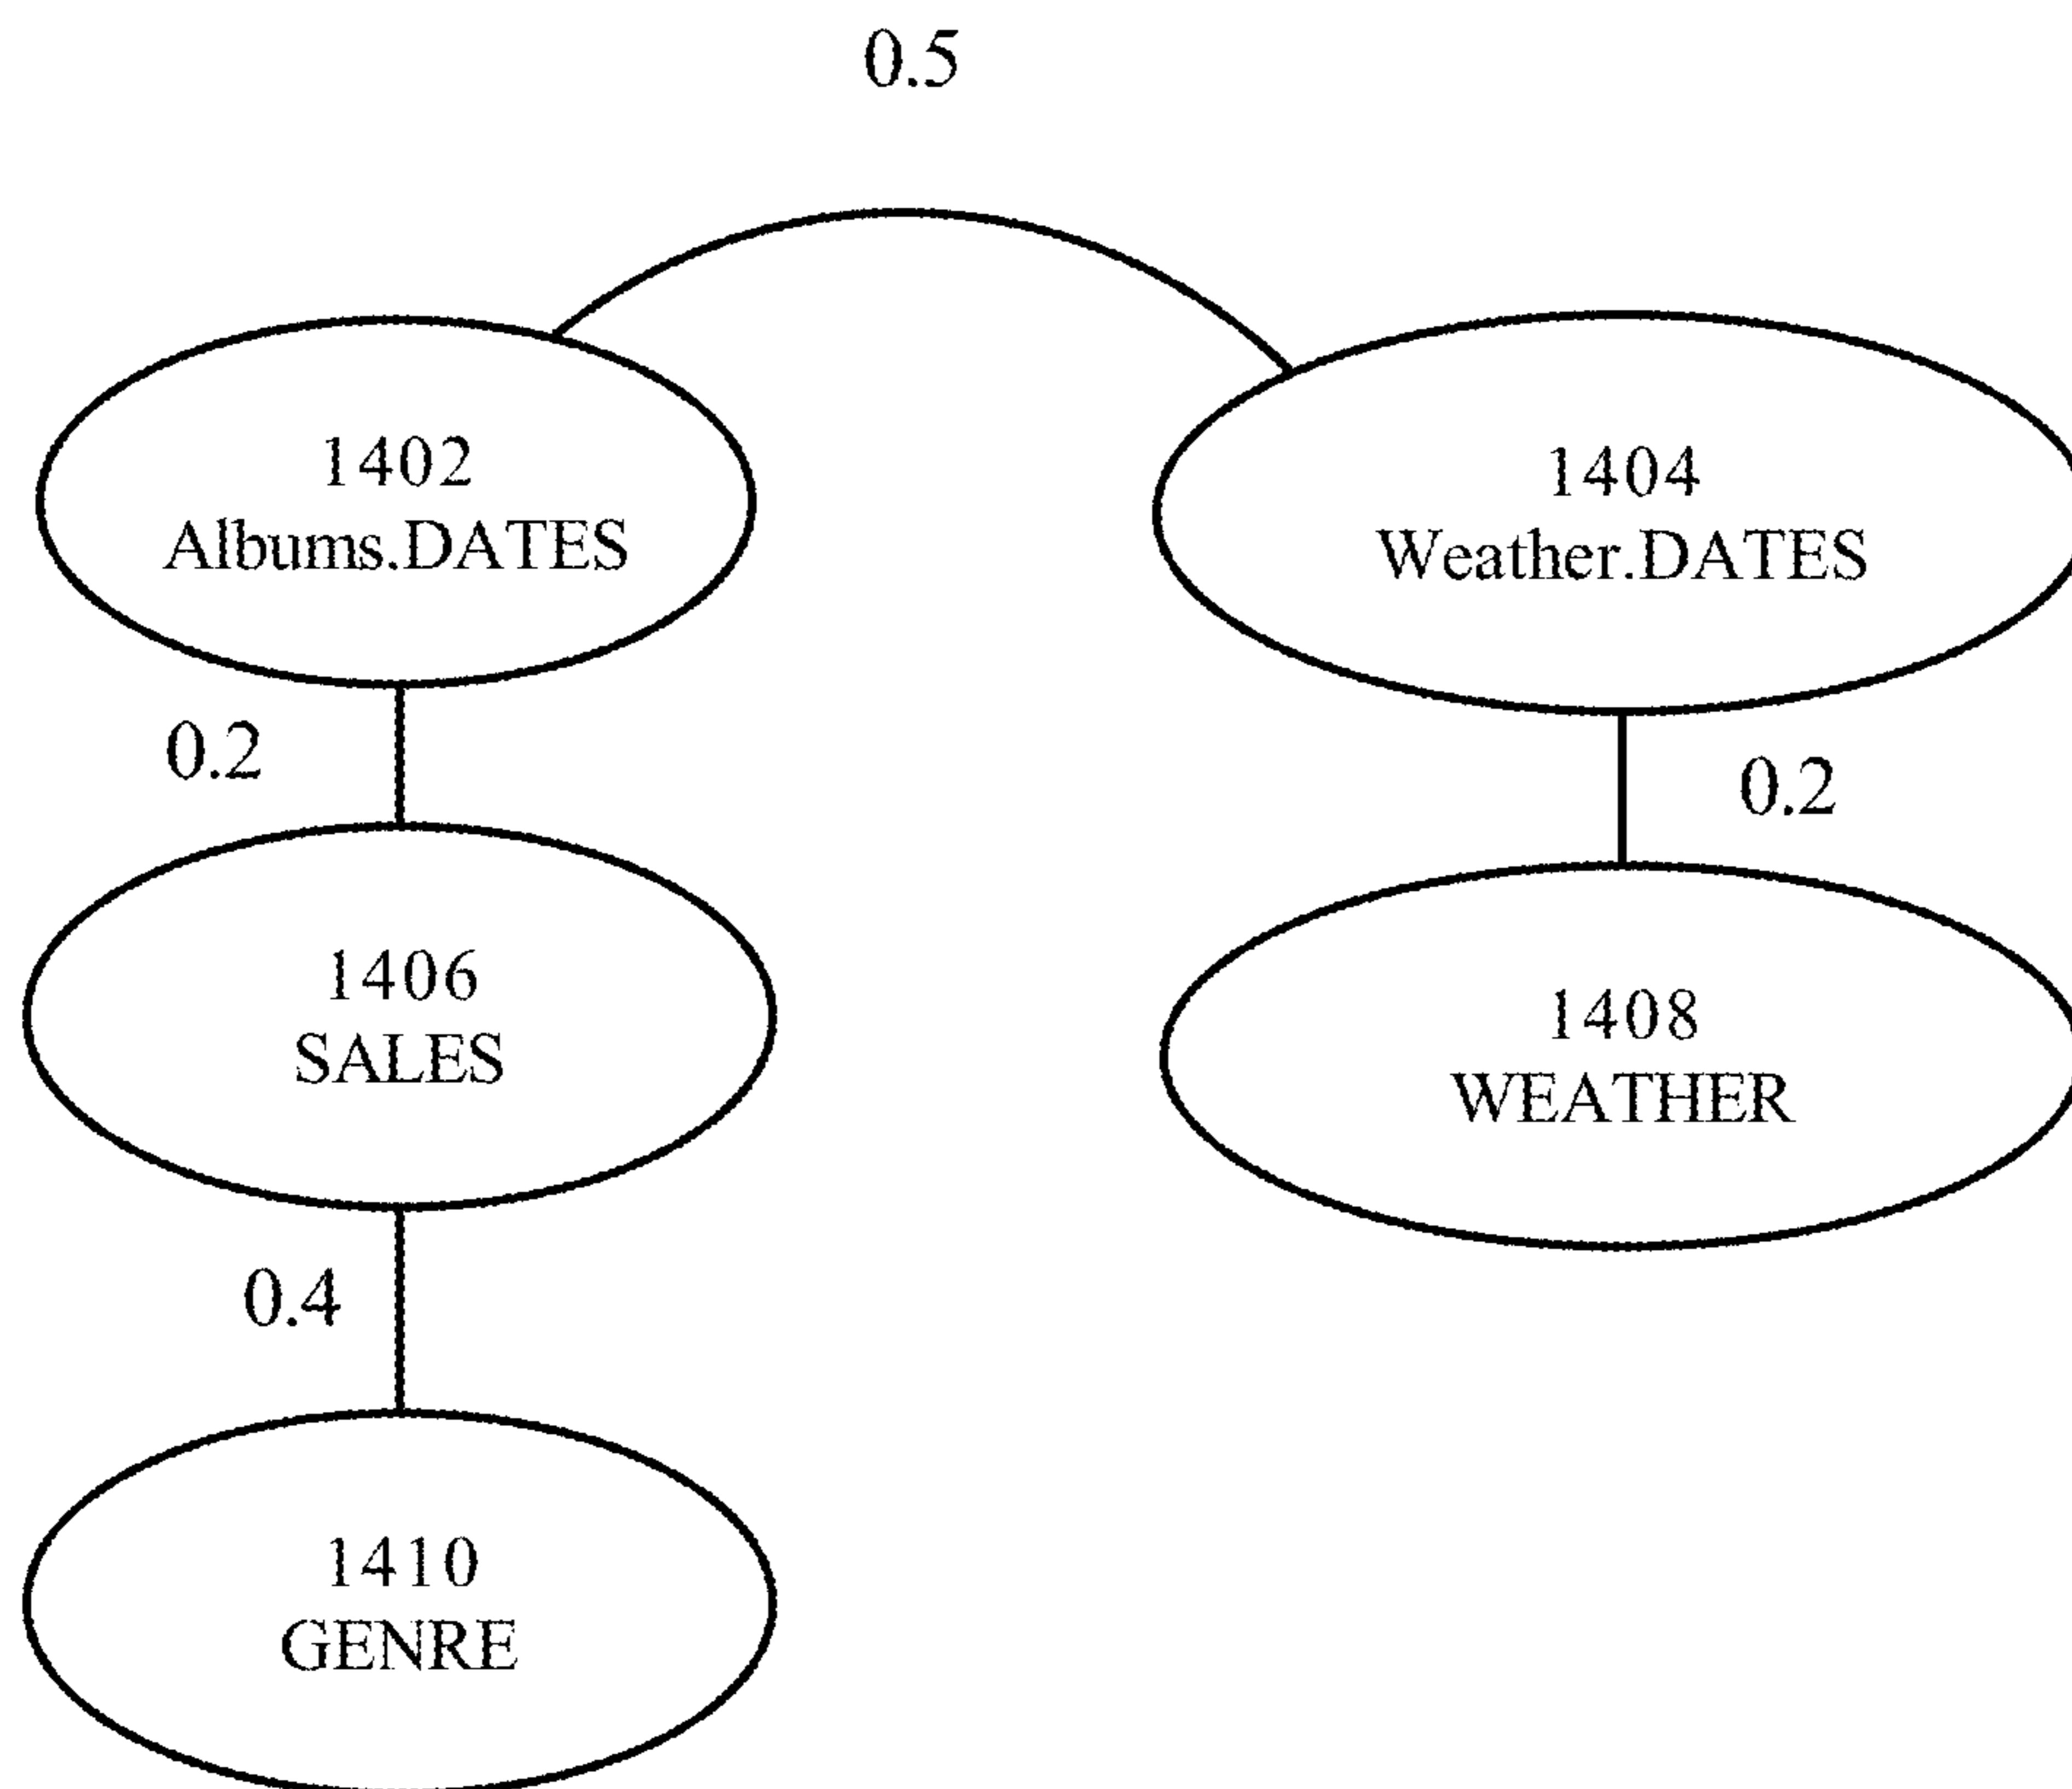 0.5
1402
Albums.DATES
1404
Weather.DATES
0.2
0.2
1406
SALES
1408
WEATHER
0.4
1410
GENRE